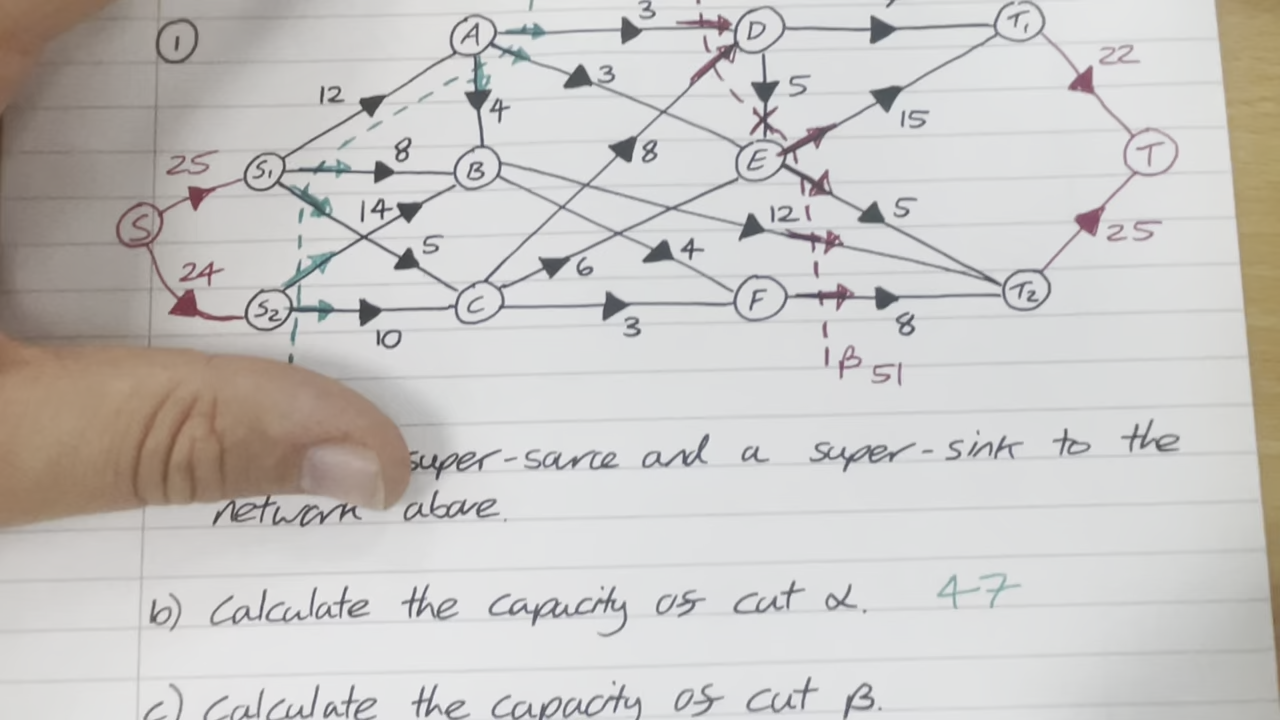 1
3
A
D
T1
22
3
5
12
4
15
8
8
E
T
25
S1
B
S
14
5
12
5
4
25
24
6
S2
C
F
T2
10
3
8
β 51
super-source and a super-sink to the
network above.
b) Calculate the capacity of cut α. 47
c) Calculate the capacity of cut β.